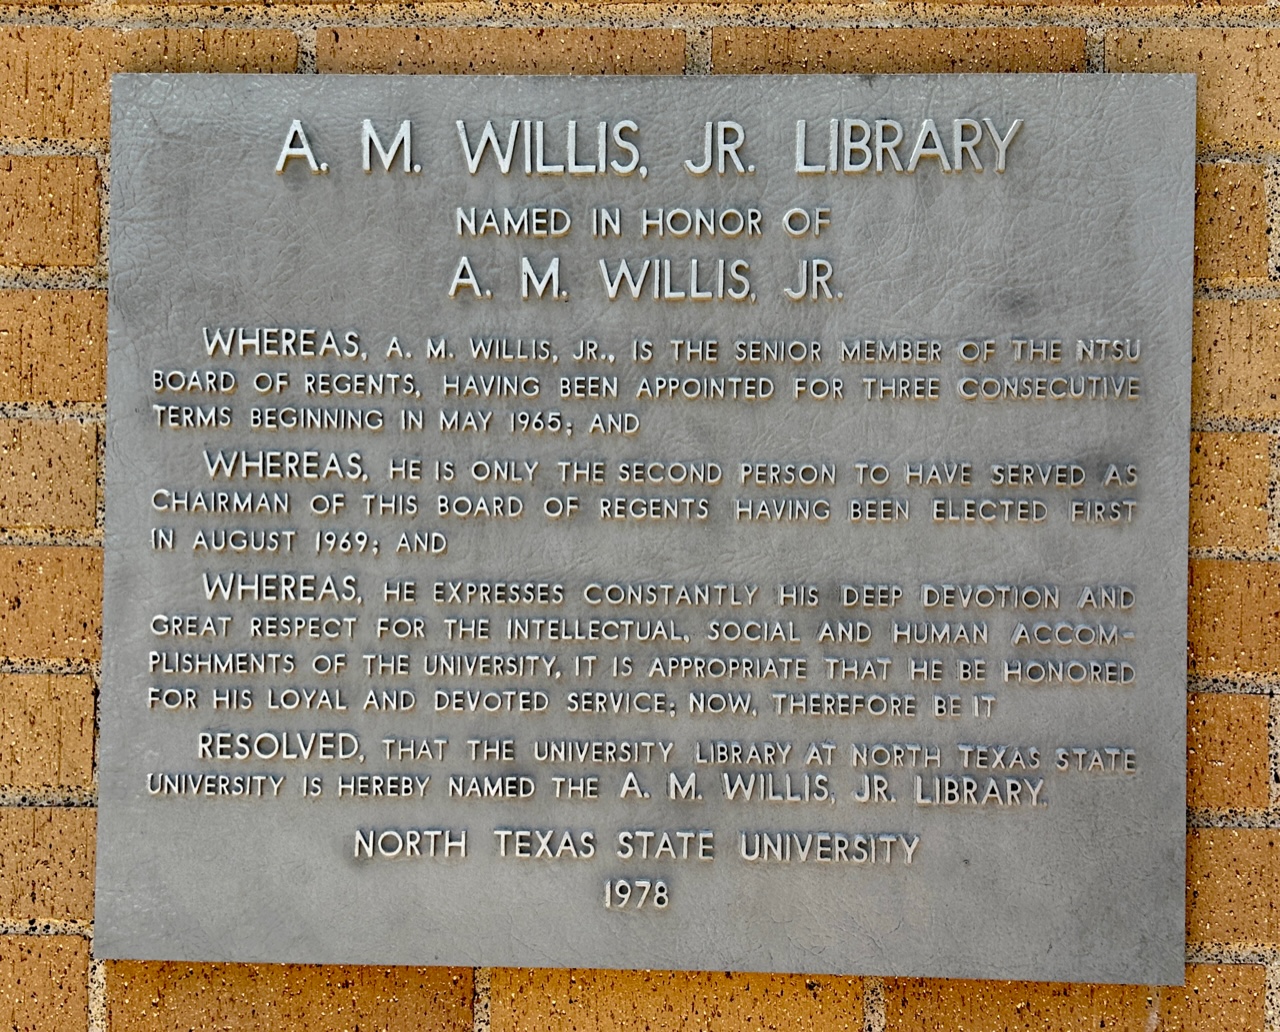 A. M. WILLIS, JR. LIBRARY
NAMED IN HONOR OF
A. M. WILLIS, JR.
WHEREAS, A. M. WILLIS, JR., IS THE SENIOR MEMBER OF THE NTSU
BOARD OF REGENTS, HAVING BEEN APPOINTED FOR THREE CONSECUTIVE
TERMS BEGINNING IN MAY 1965; AND
WHEREAS, HE IS ONLY THE SECOND PERSON TO HAVE SERVED AS
CHAIRMAN OF THIS BOARD OF REGENTS HAVING BEEN ELECTED FIRST
IN AUGUST 1969; AND
WHEREAS, HE EXPRESSES CONSTANTLY HIS DEEP DEVOTION AND
GREAT RESPECT FOR THE INTELLECTUAL, SOCIAL AND HUMAN ACCOM-
PLISHMENTS OF THE UNIVERSITY, IT IS APPROPRIATE THAT HE BE HONORED
FOR HIS LOYAL AND DEVOTED SERVICE; NOW, THEREFORE BE IT
RESOLVED, THAT THE UNIVERSITY LIBRARY AT NORTH TEXAS STATE
UNIVERSITY IS HEREBY NAMED THE A. M. WILLIS, JR. LIBRARY.
NORTH TEXAS STATE UNIVERSITY
1978